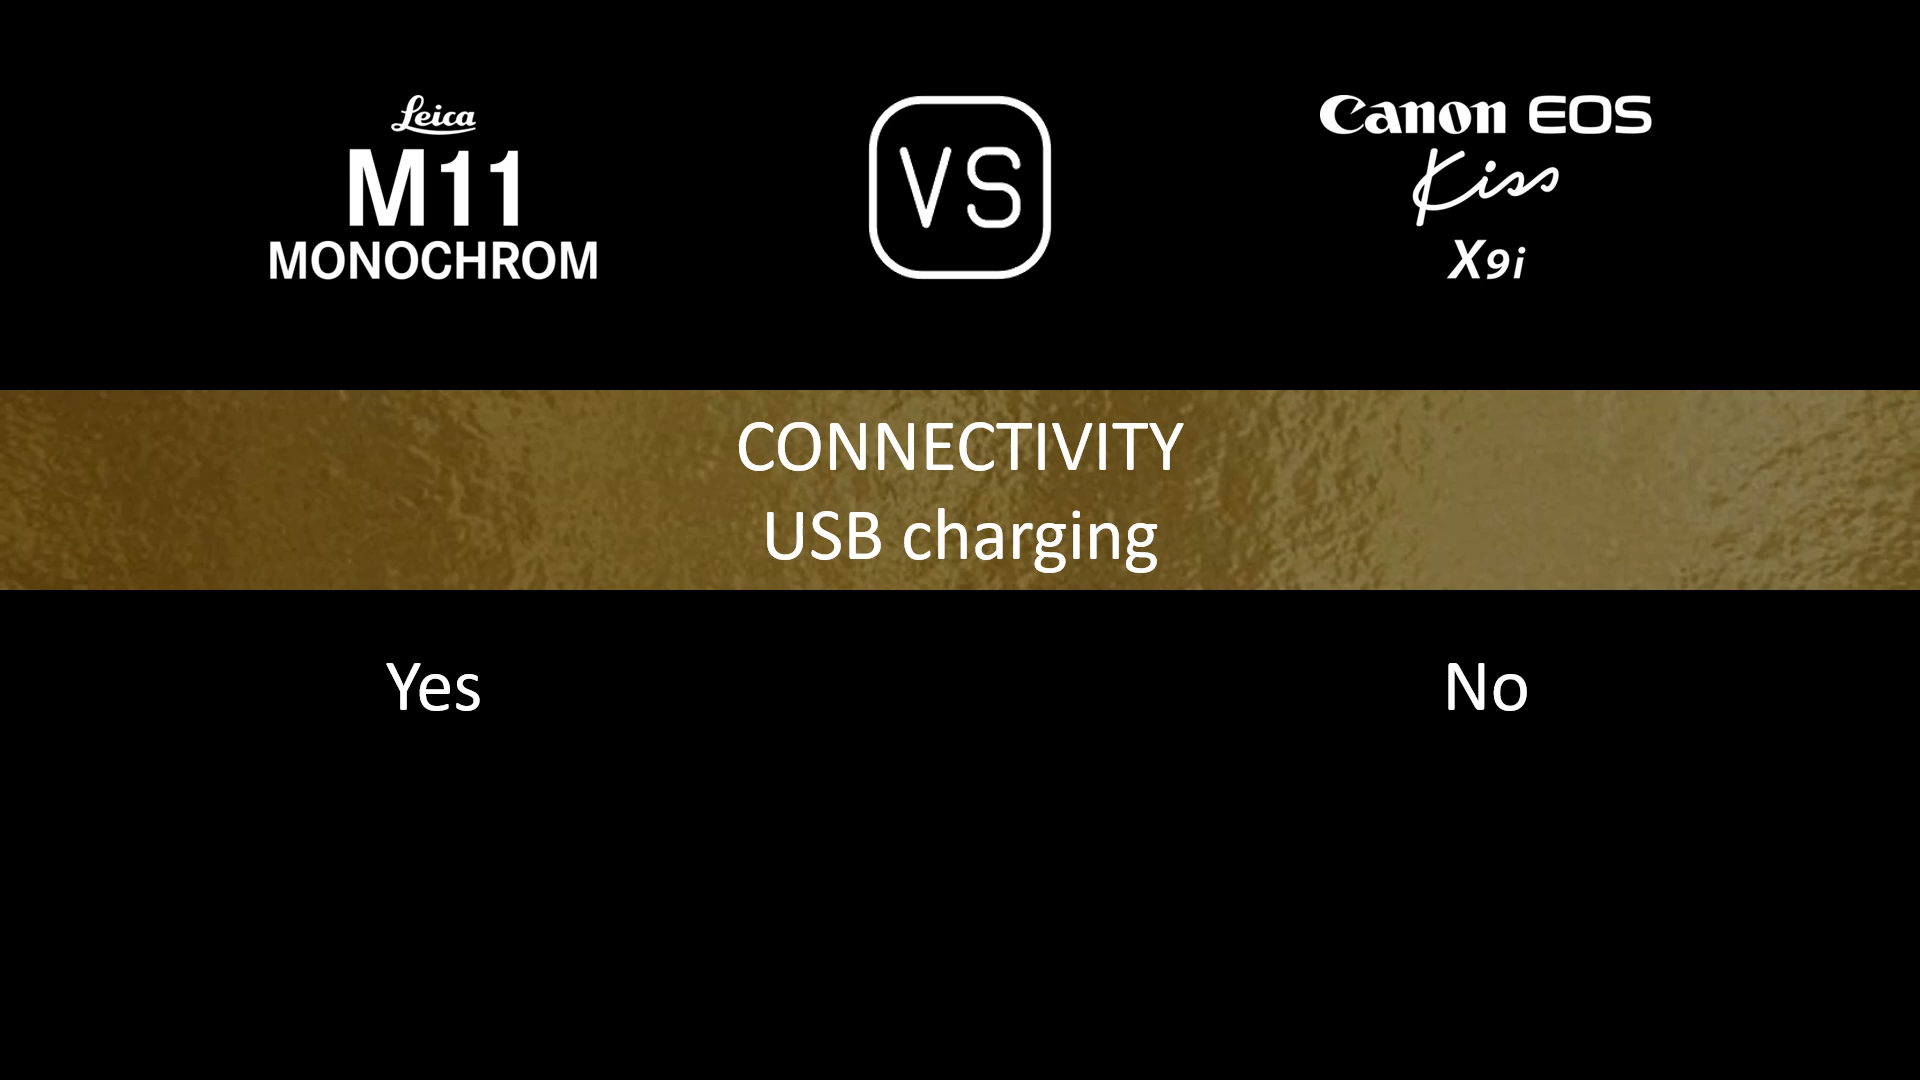 Leica
M11
MONOCHROM
VS
Canon EOS
Kiss
X9i
CONNECTIVITY
USB charging
Yes
No